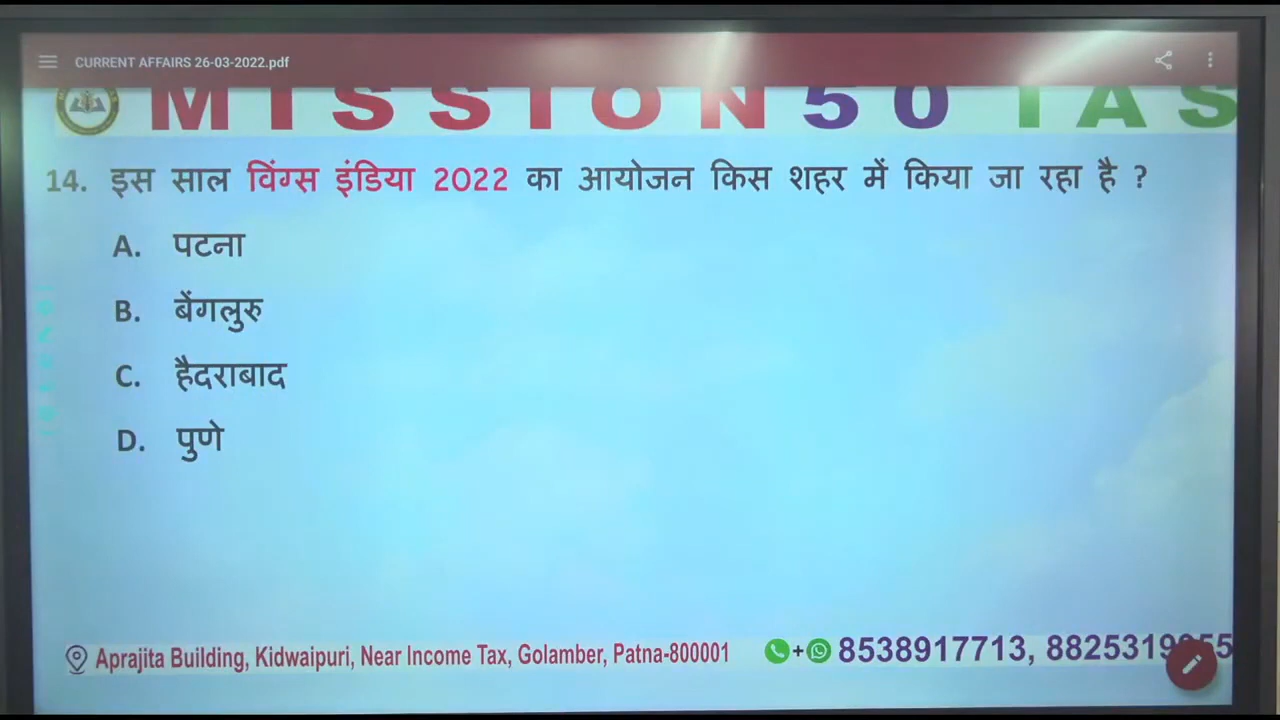 CURRENT AFFAIRS 26-03-2022.pdf
MISSION 50 IAS
14. इस साल विंग्स इंडिया 2022 का आयोजन किस शहर में किया जा रहा है ?
A. पटना
B. बेंगलुरु
C. हैदराबाद
D. पुणे
Aprajita Building, Kidwaipuri, Near Income Tax, Golamber, Patna-800001
8538917713,